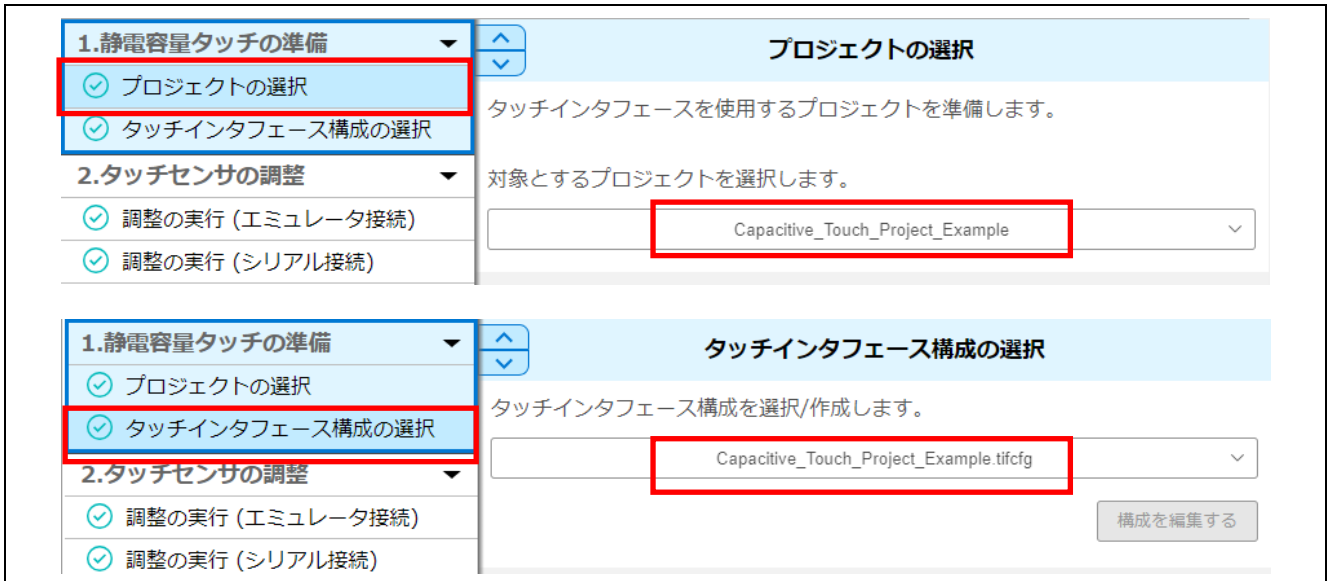 1.静電容量タッチの準備
プロジェクトの選択
タッチインタフェース構成の選択
2.タッチセンサの調整
調整の実行 (エミュレータ接続)
調整の実行 (シリアル接続)
プロジェクトの選択
タッチインタフェースを使用するプロジェクトを準備します。
対象とするプロジェクトを選択します。
Capacitive_Touch_Project_Example
1.静電容量タッチの準備
プロジェクトの選択
タッチインタフェース構成の選択
2.タッチセンサの調整
調整の実行 (エミュレータ接続)
調整の実行 (シリアル接続)
タッチインタフェース構成の選択
タッチインタフェース構成を選択/作成します。
Capacitive_Touch_Project_Example.tifcfg
構成を編集する